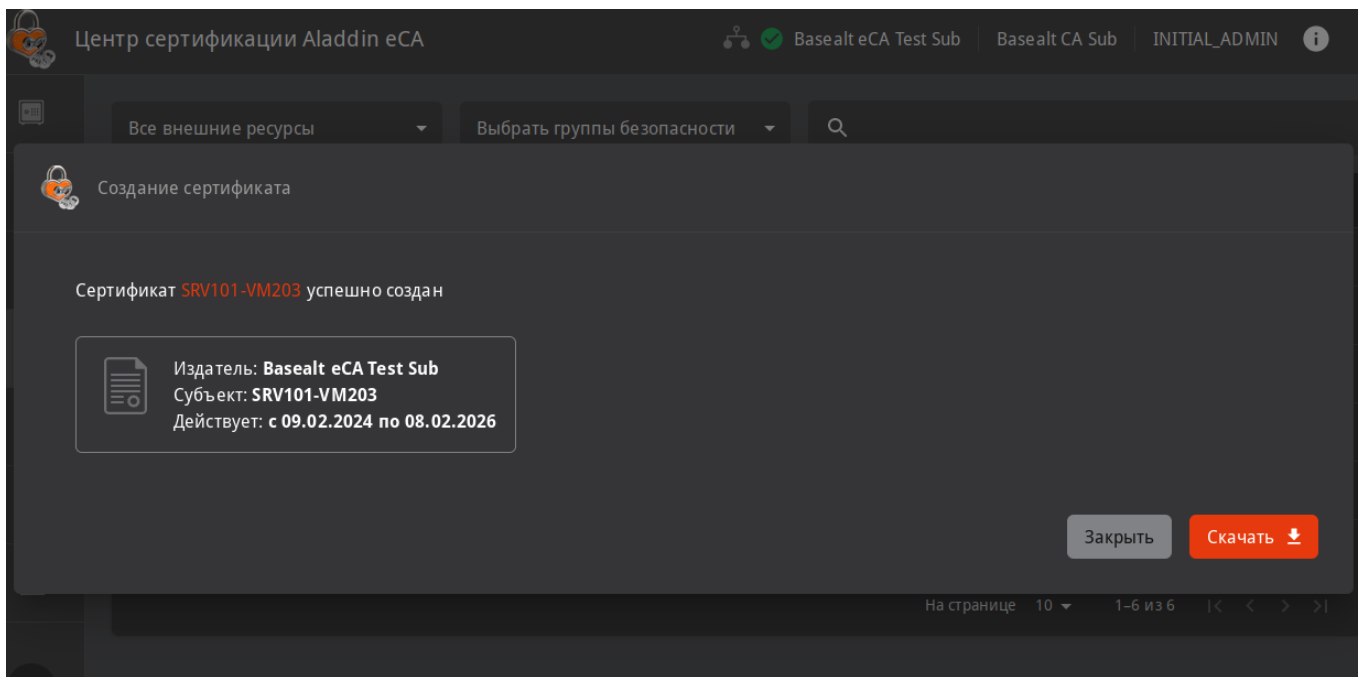 Центр сертификации Aladdin eCA
Basealt eCA Test Sub
Basealt CA Sub
INITIAL_ADMIN
Все внешние ресурсы
Выбрать группы безопасности
Создание сертификата
Сертификат SRV101-VM203 успешно создан
Издатель: Basealt eCA Test Sub
Субъект: SRV101-VM203
Действует: с 09.02.2024 по 08.02.2026
Закрыть
Скачать
На странице 10 1–6 из 6